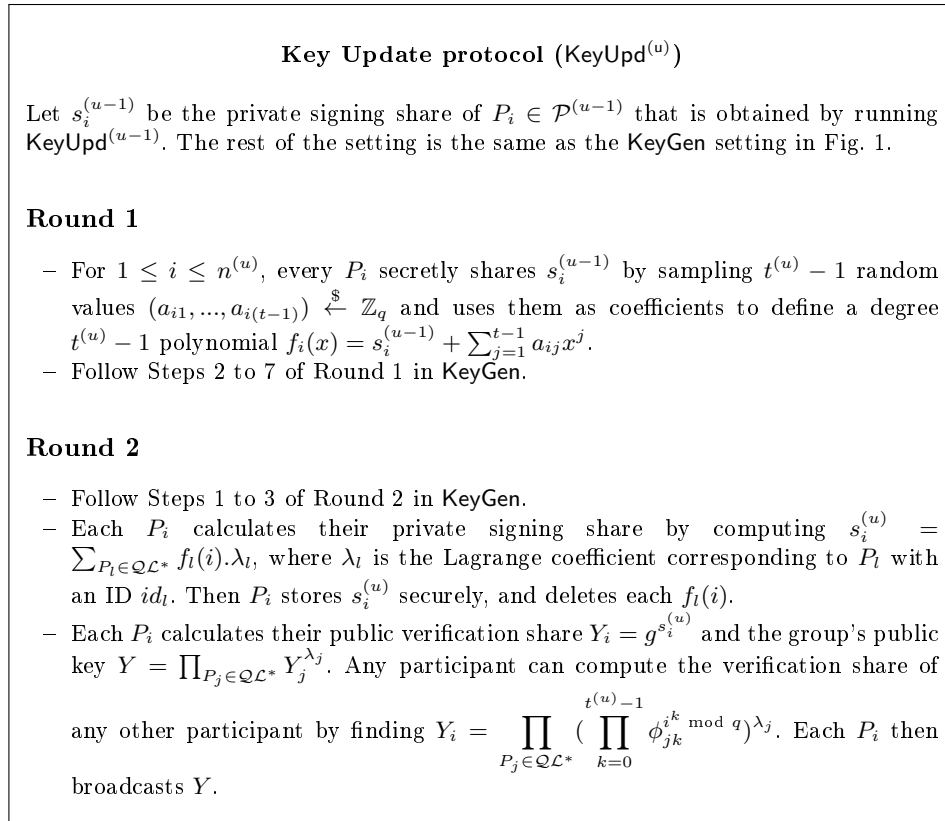 Key Update protocol (KeyUpd^(u))
Let s_i^(u−1) be the private signing share of P_i ∈ 𝒫^(u−1) that is obtained by running
KeyUpd^(u−1). The rest of the setting is the same as the KeyGen setting in Fig. 1.
Round 1
– For 1 ≤ i ≤ n^(u), every P_i secretly shares s_i^(u−1) by sampling t^(u) − 1 random
values (a_i1, ..., a_i(t−1)) ←$ ℤ_q and uses them as coefficients to define a degree
t^(u) − 1 polynomial f_i(x) = s_i^(u−1) + ∑_{j=1}^{t−1} a_ij x^j.
– Follow Steps 2 to 7 of Round 1 in KeyGen.
Round 2
– Follow Steps 1 to 3 of Round 2 in KeyGen.
– Each P_i calculates their private signing share by computing s_i^(u) =
∑_{P_l∈𝒬ℒ*} f_l(i).λ_l, where λ_l is the Lagrange coefficient corresponding to P_l with
an ID id_l. Then P_i stores s_i^(u) securely, and deletes each f_l(i).
– Each P_i calculates their public verification share Y_i = g^{s_i^(u)} and the group's public
key Y = ∏_{P_j∈𝒬ℒ*} Y_j^{λ_j}. Any participant can compute the verification share of
any other participant by finding Y_i = ∏_{P_j∈𝒬ℒ*} (∏_{k=0}^{t^(u)−1} φ_jk^{i^k mod q})^{λ_j}. Each P_i then
broadcasts Y.